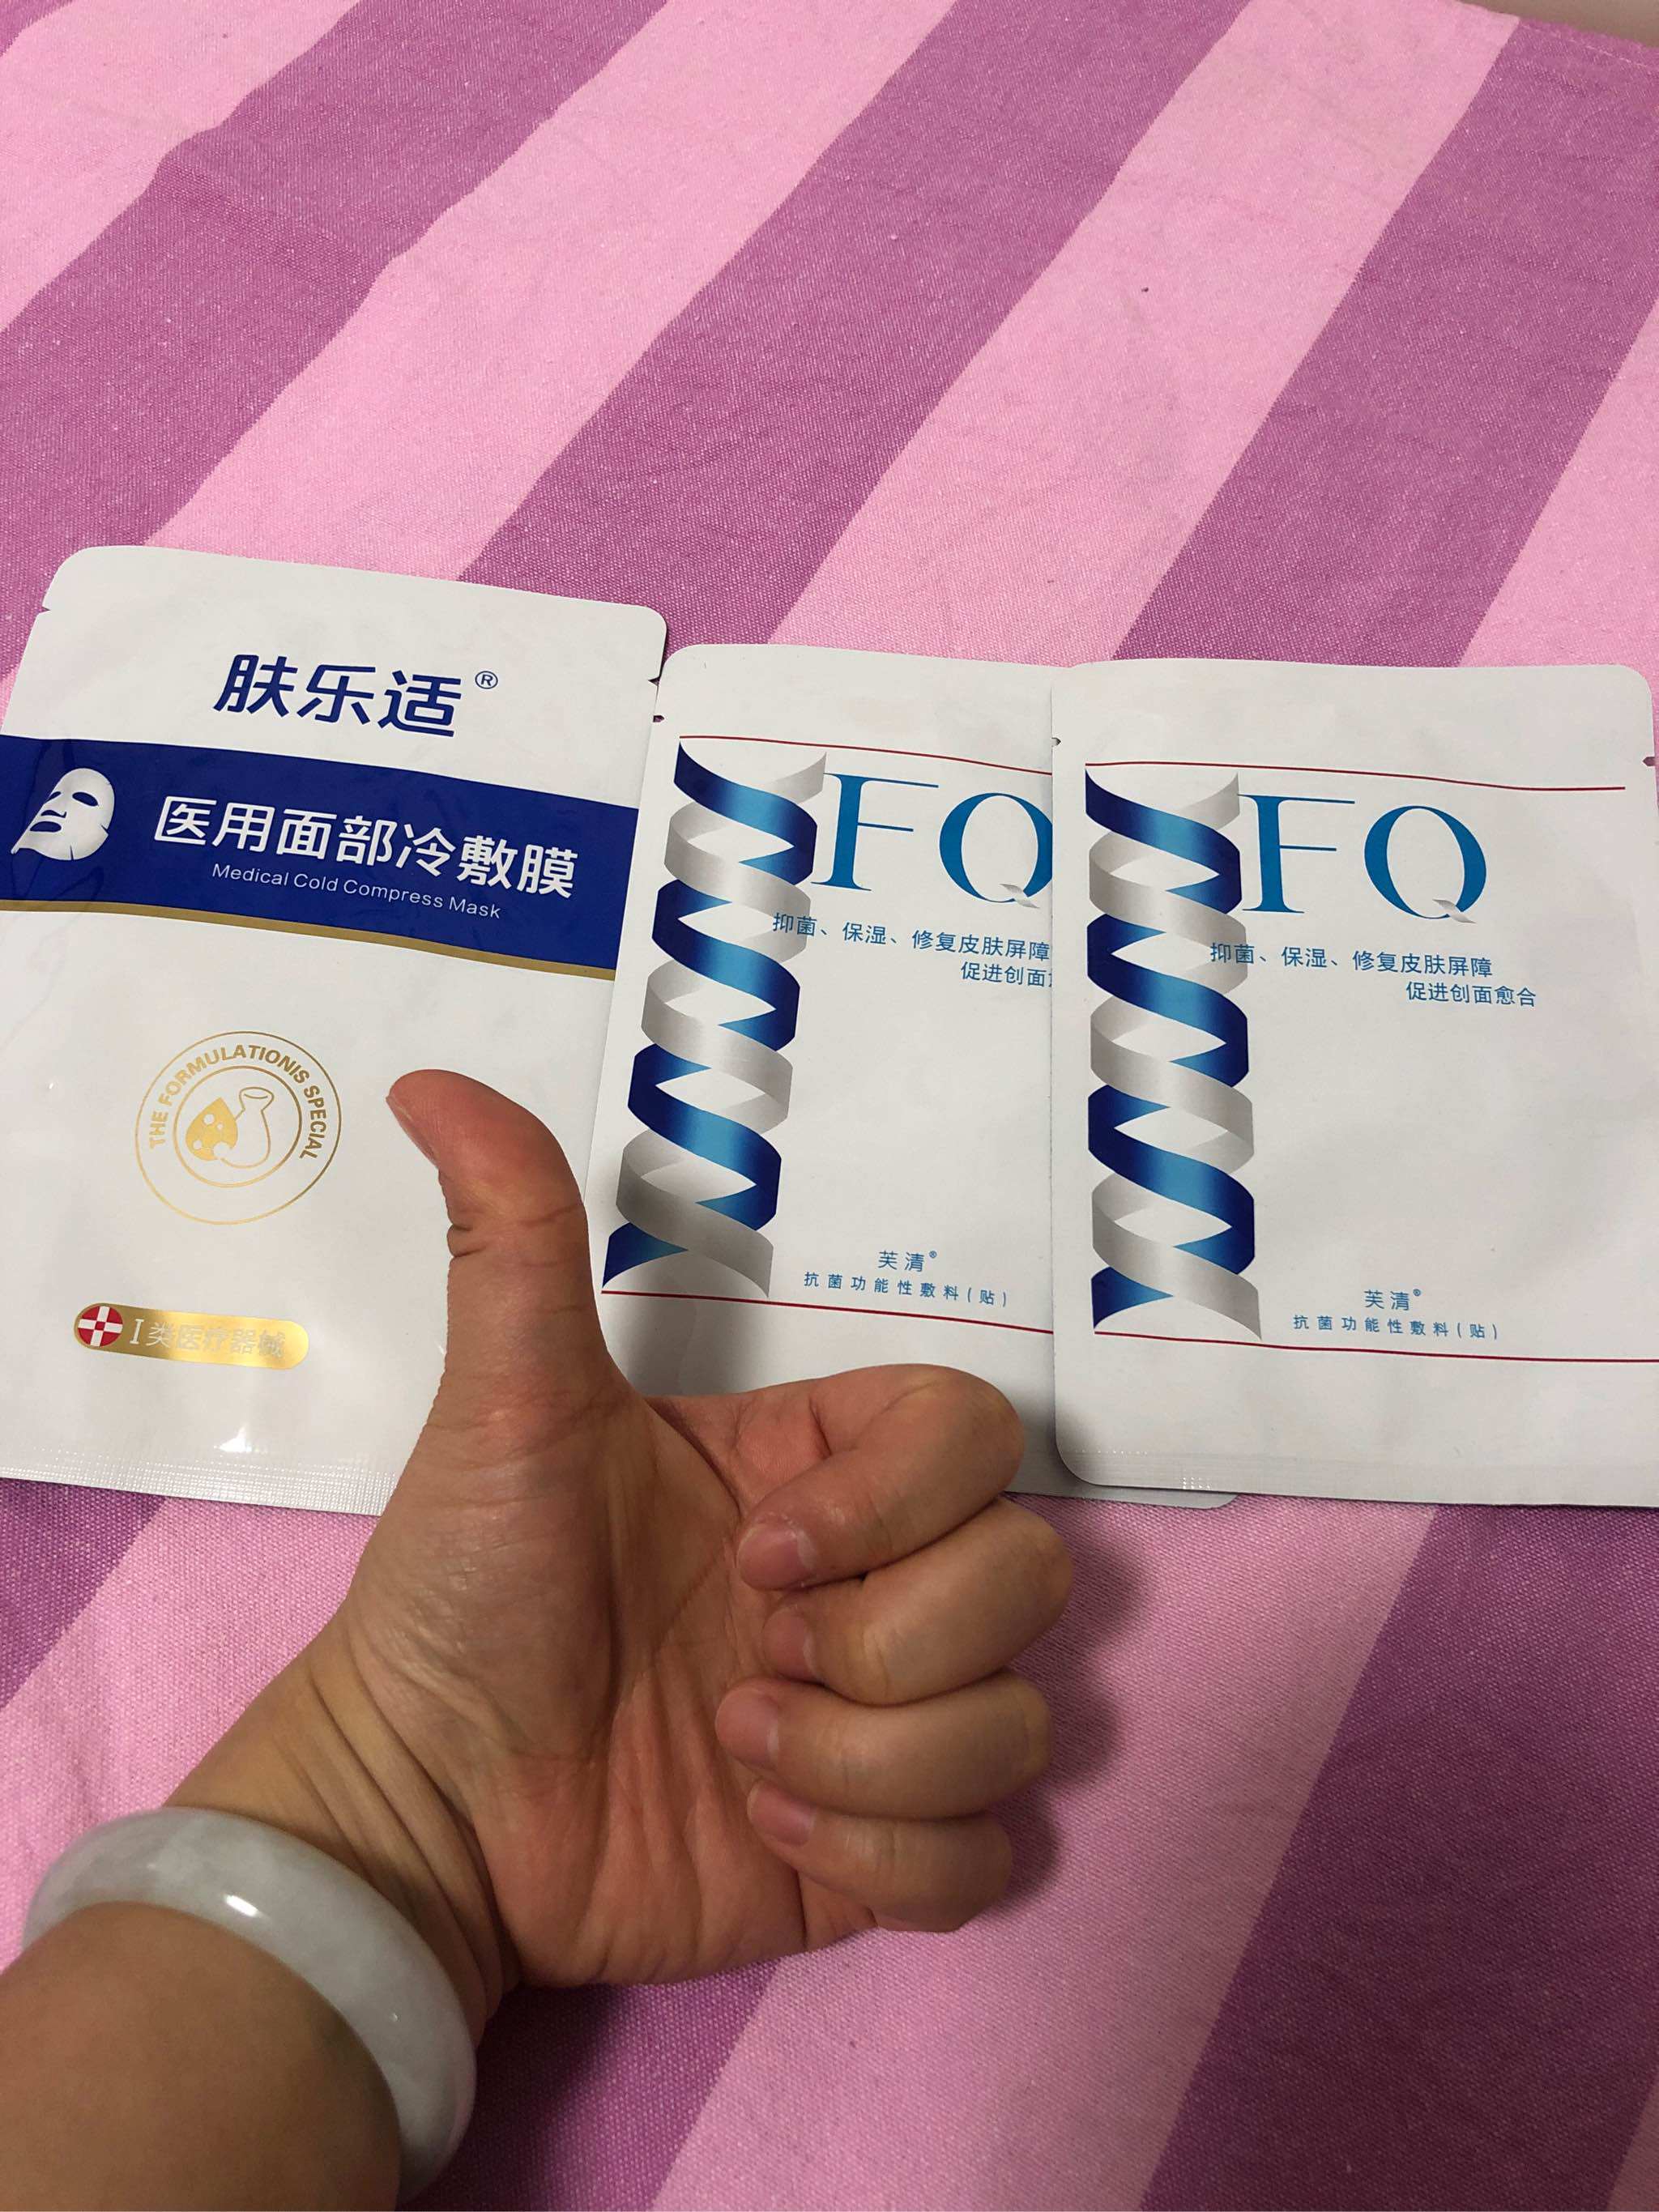 肤乐适®
医用面部冷敷膜
Medical Cold Compress Mask
THE FORMULATIONIS SPECIAL
I类医疗器械
FQ
抑菌、保湿、修复皮肤屏障
促进创面
芙清®
抗菌功能性敷料(贴)
FQ
抑菌、保湿、修复皮肤屏障
促进创面愈合
芙清®
抗菌功能性敷料(贴)